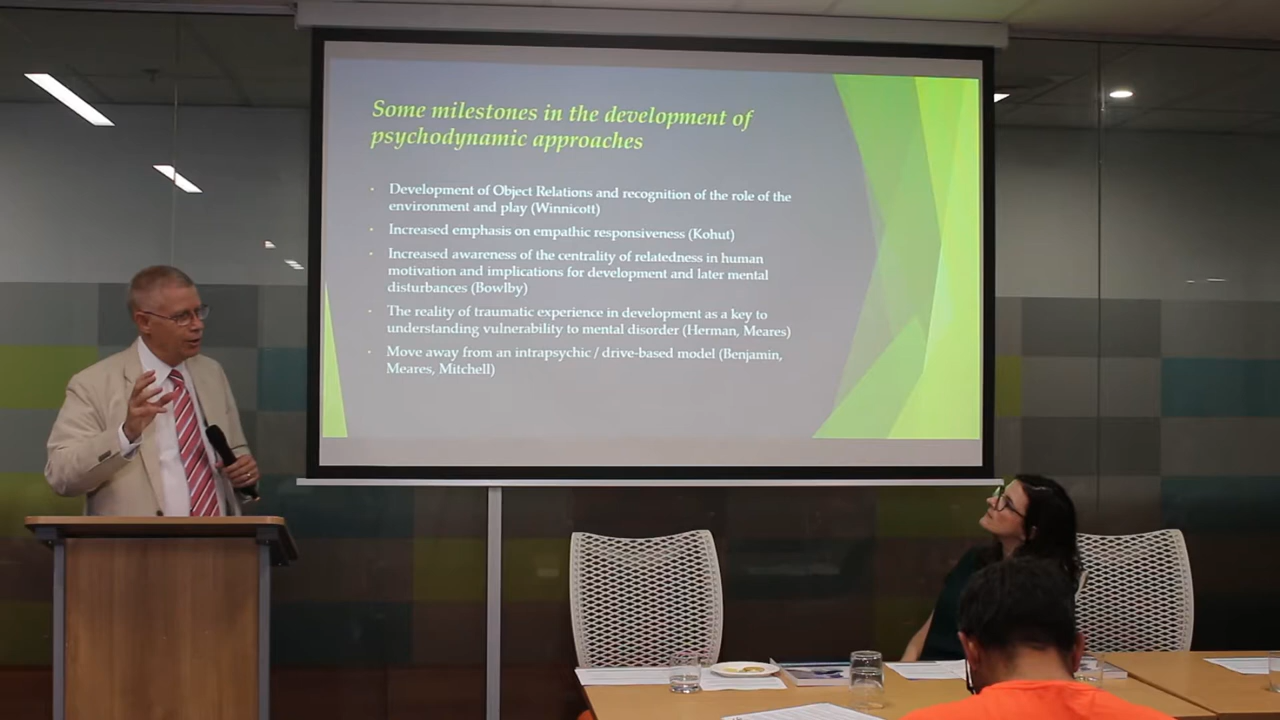 Some milestones in the development of
psychodynamic approaches
· Development of Object Relations and recognition of the role of the
environment and play (Winnicott)
· Increased emphasis on empathic responsiveness (Kohut)
· Increased awareness of the centrality of relatedness in human
motivation and implications for development and later mental
disturbances (Bowlby)
· The reality of traumatic experience in development as a key to
understanding vulnerability to mental disorder (Herman, Meares)
· Move away from an intrapsychic / drive-based model (Benjamin,
Meares, Mitchell)